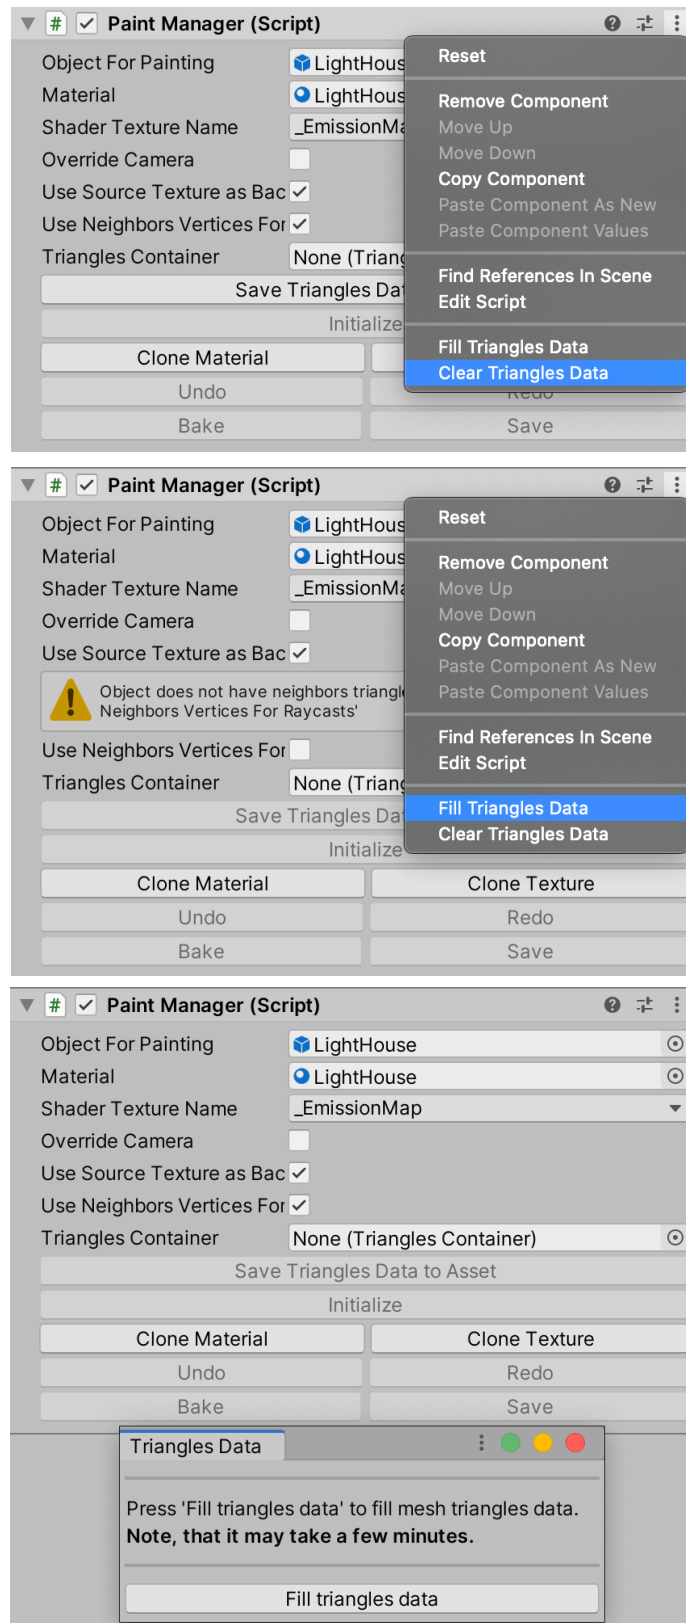 # Paint Manager (Script)
Object For Painting LightHous
Material LightHous
Shader Texture Name _EmissionMa
Override Camera
Use Source Texture as Bac
Use Neighbors Vertices For
Triangles Container None (Triang
Save Triangles Dat
Initialize
Clone Material
Undo Redo
Bake Save
Reset
Remove Component
Move Up
Move Down
Copy Component
Paste Component As New
Paste Component Values
Find References In Scene
Edit Script
Fill Triangles Data
Clear Triangles Data
# Paint Manager (Script)
Object For Painting LightHous
Material LightHous
Shader Texture Name _EmissionMa
Override Camera
Use Source Texture as Bac
Object does not have neighbors triangle
Neighbors Vertices For Raycasts'
Use Neighbors Vertices For
Triangles Container None (Triang
Save Triangles Dat
Initialize
Clone Material Clone Texture
Undo Redo
Bake Save
Reset
Remove Component
Move Up
Move Down
Copy Component
Paste Component As New
Paste Component Values
Find References In Scene
Edit Script
Fill Triangles Data
Clear Triangles Data
# Paint Manager (Script)
Object For Painting LightHouse
Material LightHouse
Shader Texture Name _EmissionMap
Override Camera
Use Source Texture as Bac
Use Neighbors Vertices For
Triangles Container None (Triangles Container)
Save Triangles Data to Asset
Initialize
Clone Material Clone Texture
Undo Redo
Bake Save
Triangles Data
Press 'Fill triangles data' to fill mesh triangles data.
Note, that it may take a few minutes.
Fill triangles data